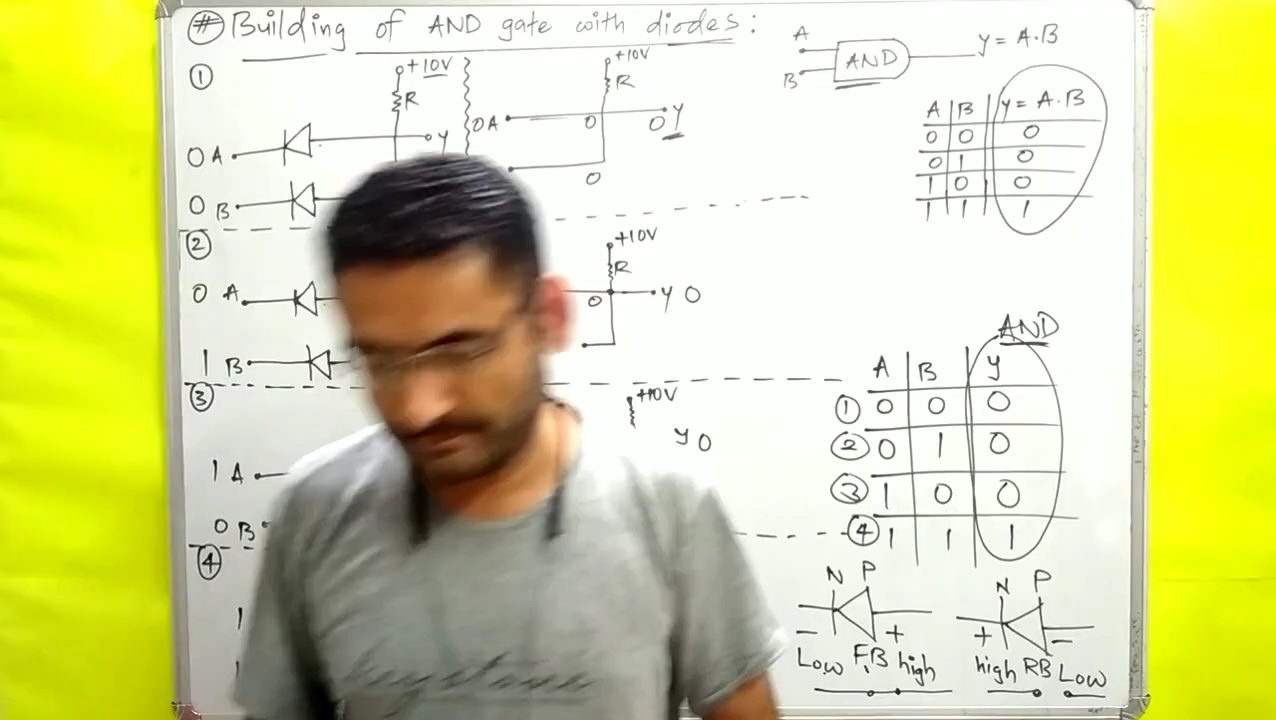 # Building of AND gate with diodes:
A
B
AND
y = A.B
A B y = A.B
0 0 0
0 1 0
1 0 0
1 1 1
①
+10V
R
0 A
y
0 B
+10V
R
0 A
0
0 y
0
②
0 A
1 B
+10V
R
0
y 0
③
1 A
0 B
+10V
y 0
④
1
AND
A B y
① 0 0 0
② 0 1 0
③ 1 0 0
④ 1 1 1
N P
- +
Low F.B high
N P
+ -
high RB Low